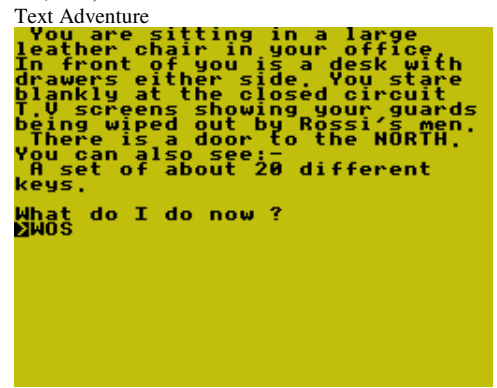 Text Adventure
You are sitting in a large
leather chair in your office.
In front of you is a desk with
drawers either side. You stare
blankly at the closed circuit
T.V screens showing your guards
being wiped out by Rossi's men.
There is a door to the NORTH.
You can also see:-
A set of about 20 different
keys.
What do I do now ?
>WOS